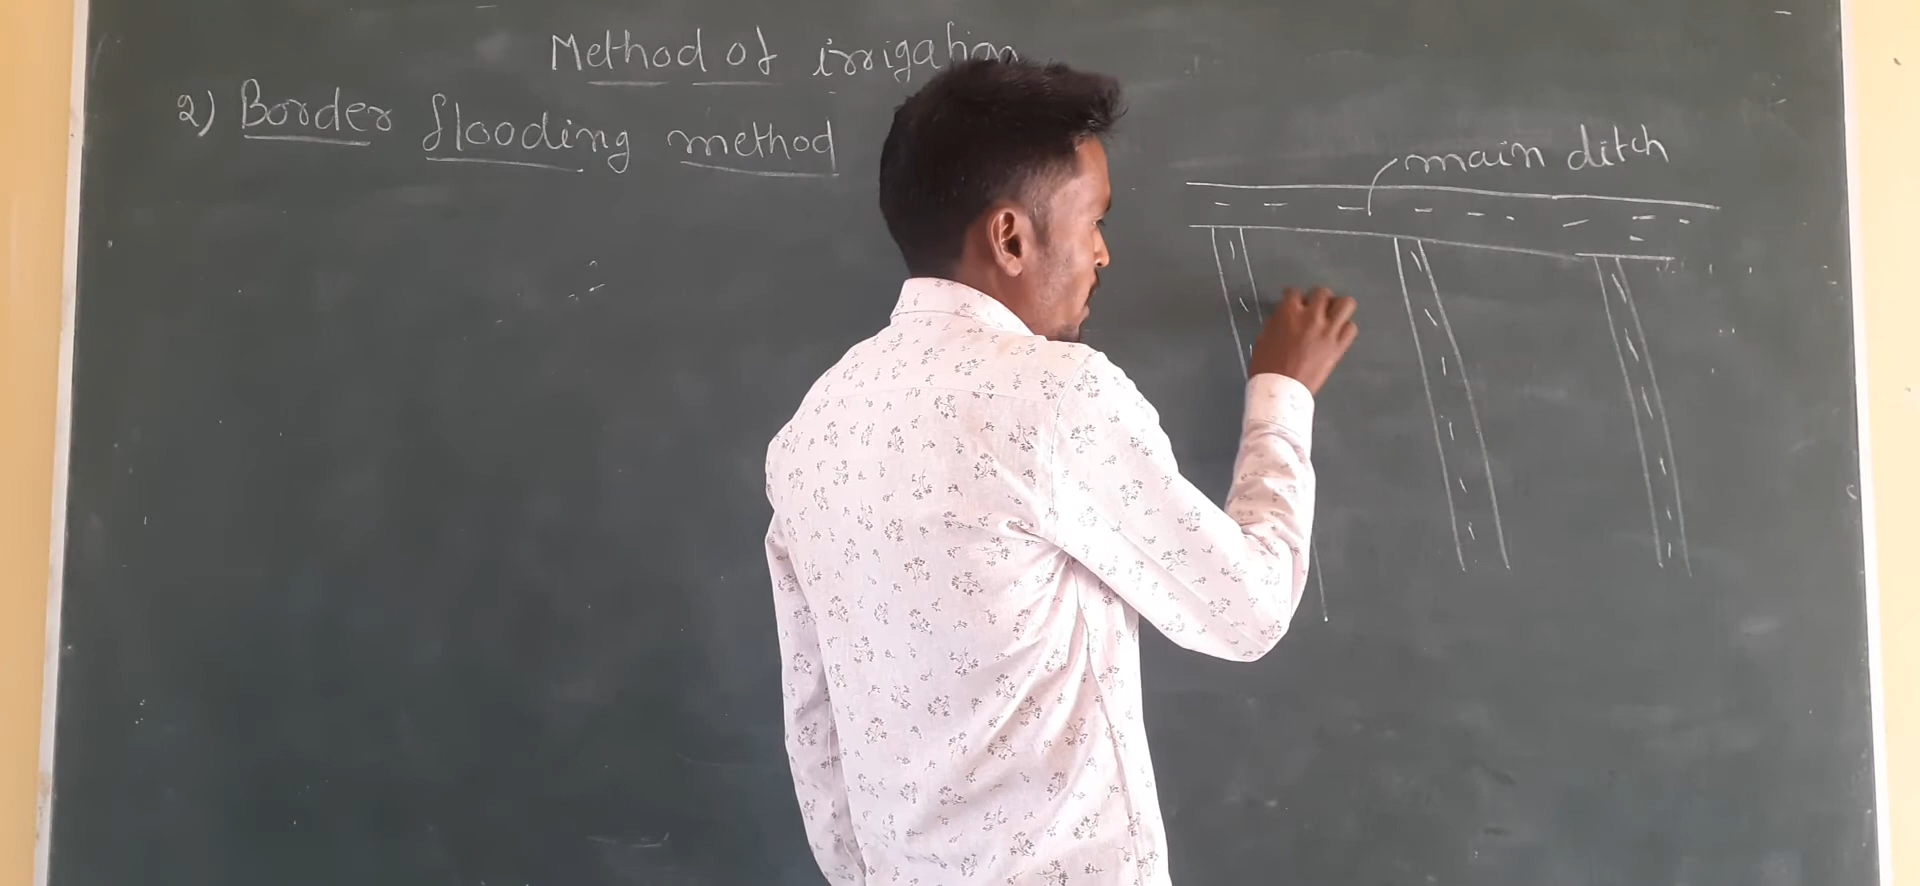 Method of irrigation
2) Border flooding method
main ditch